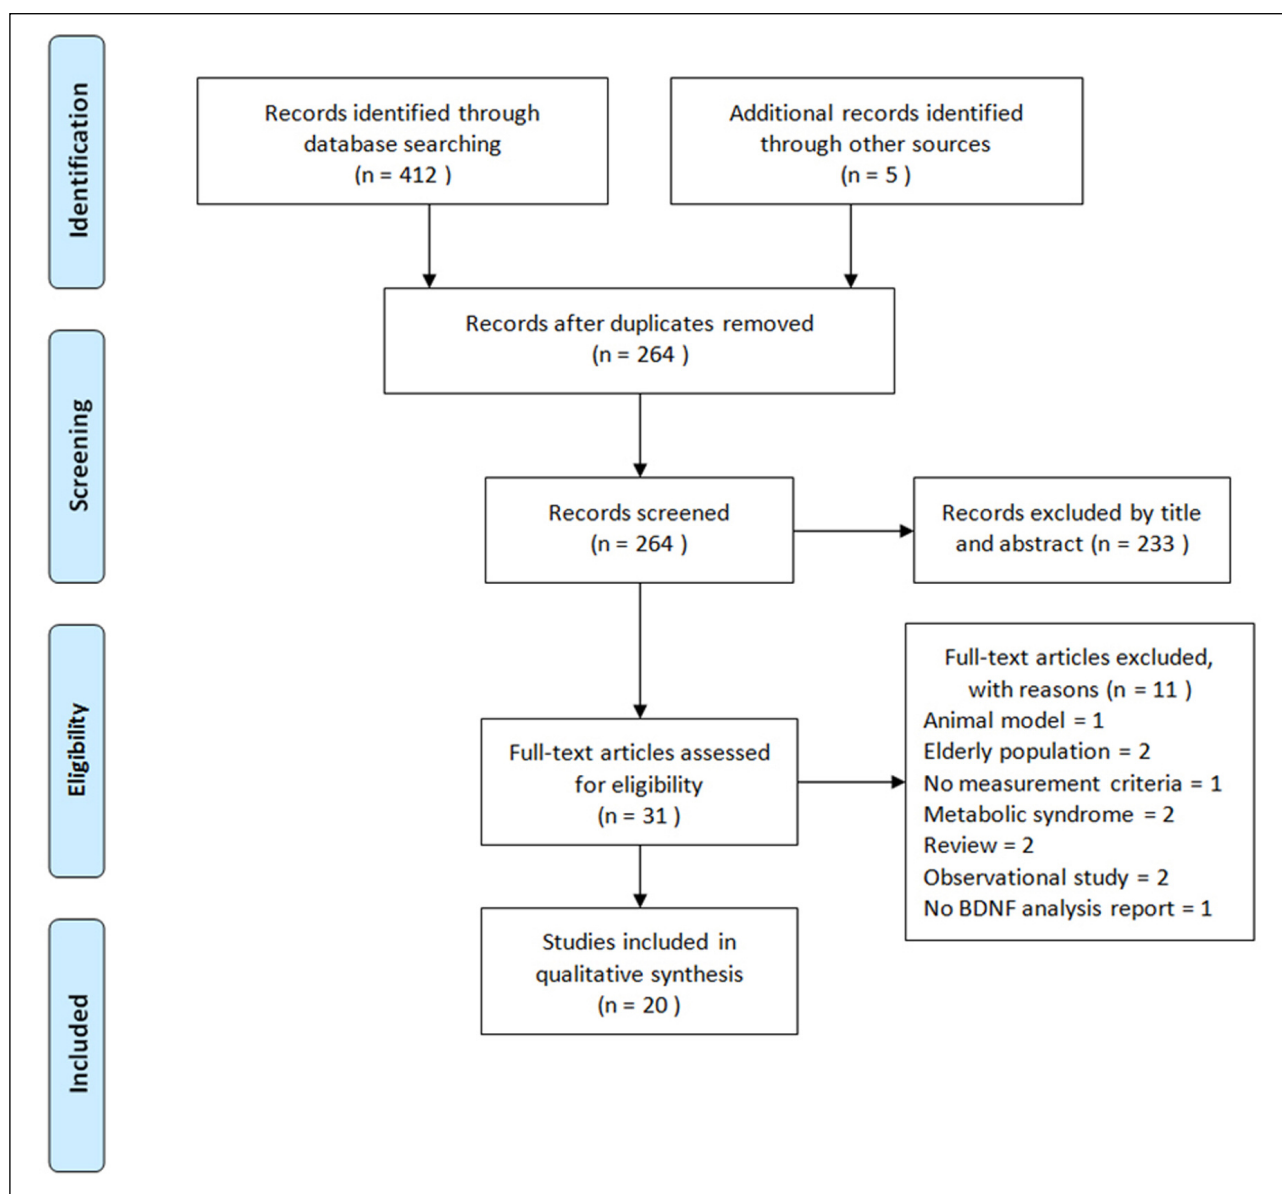 Identification
Records identified through
database searching
(n = 412 )
Additional records identified
through other sources
(n = 5 )
Records after duplicates removed
(n = 264 )
Screening
Records screened
(n = 264 )
Records excluded by title
and abstract (n = 233 )
Eligibility
Full-text articles assessed
for eligibility
(n = 31 )
Full-text articles excluded,
with reasons (n = 11 )
Animal model = 1
Elderly population = 2
No measurement criteria = 1
Metabolic syndrome = 2
Review = 2
Observational study = 2
No BDNF analysis report = 1
Included
Studies included in
qualitative synthesis
(n = 20 )